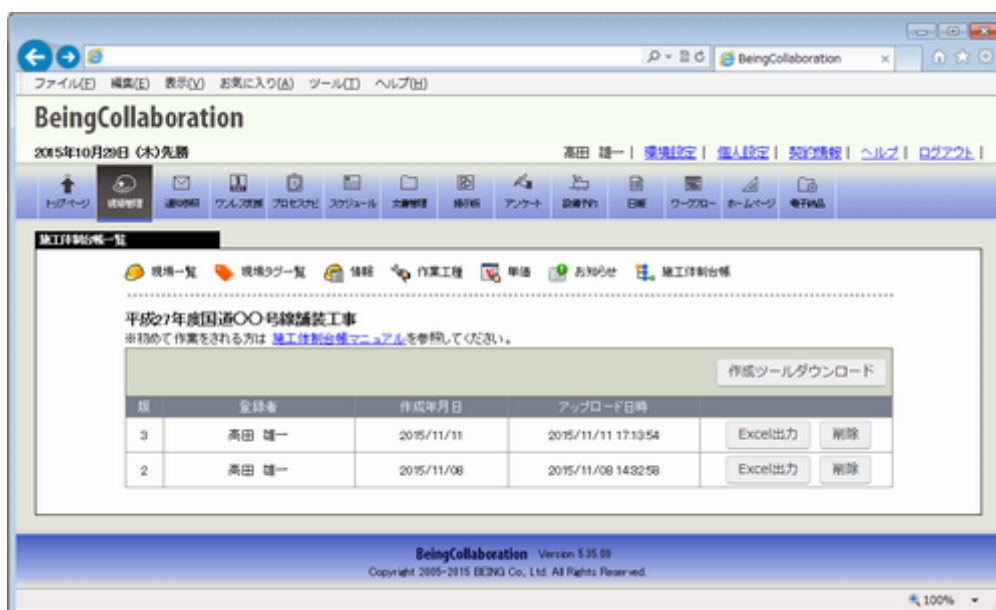 BeingCollaboration
ファイル(F) 編集(E) 表示(V) お気に入り(A) ツール(T) ヘルプ(H)
BeingCollaboration
2015年10月29日 (木)先勝
高田 雄一 | 環境設定 | 個人設定 | 契約情報 | ヘルプ | ログアウト |
トップページ 現場管理 通知依頼 ワンレス状態 プロセスナビ スケジュール 文書管理 掲示板 アンケート 設備予約 日報 ワークフロー ホームページ 電子納品
施工体制台帳一覧
現場一覧 現場タグ一覧 情報 作業工種 単価 お知らせ 施工体制台帳
平成27年度国道〇〇号線舗装工事
※初めて作業をされる方は 施工体制台帳マニュアルを参照してください。
作成ツールダウンロード
版 登録者 作成年月日 アップロード日時
3 高田 雄一 2015/11/11 2015/11/11 17:13:54 Excel出力 削除
2 高田 雄一 2015/11/08 2015/11/08 14:32:58 Excel出力 削除
BeingCollaboration Version 5.35.00
Copyright 2005-2015 BEING Co., Ltd. All Rights Reserved.
100%